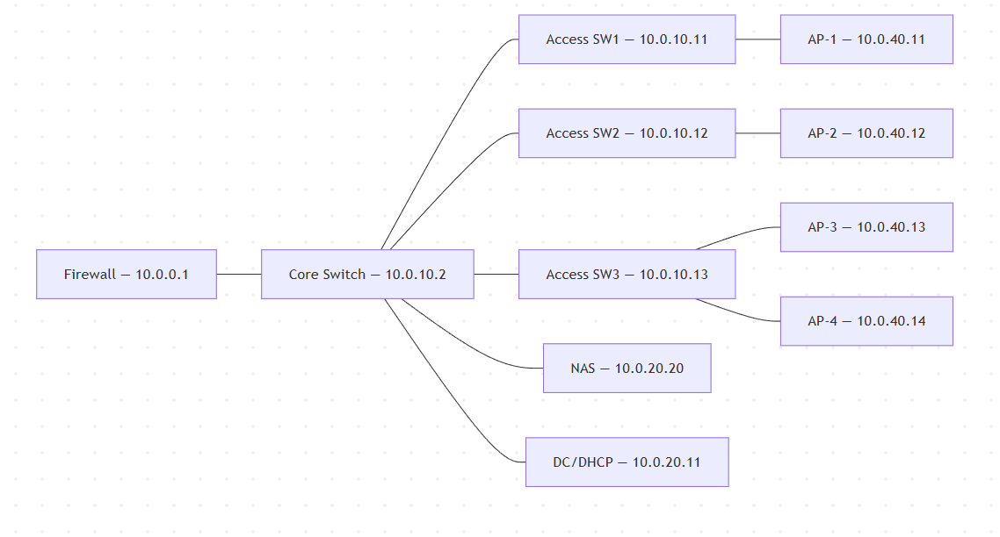 Access SW1 — 10.0.10.11
AP-1 — 10.0.40.11
Access SW2 — 10.0.10.12
AP-2 — 10.0.40.12
AP-3 — 10.0.40.13
Firewall — 10.0.0.1
Core Switch — 10.0.10.2
Access SW3 — 10.0.10.13
AP-4 — 10.0.40.14
NAS — 10.0.20.20
DC/DHCP — 10.0.20.11